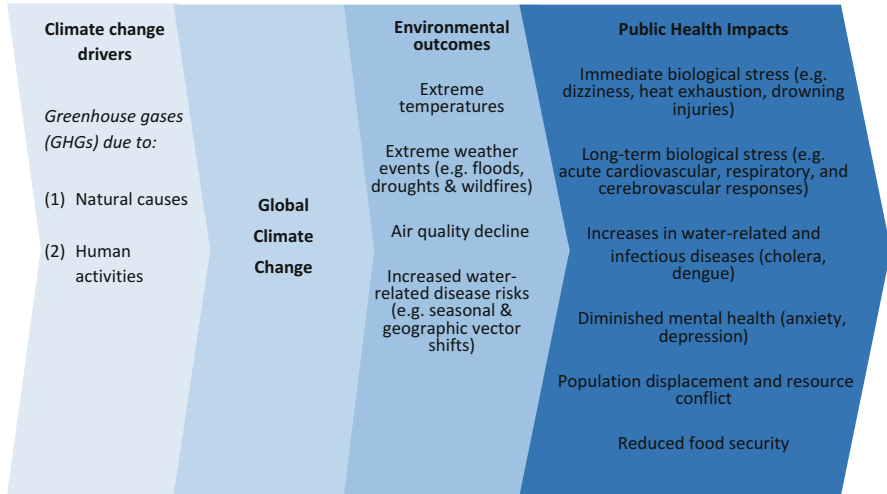 Climate change
drivers
Greenhouse gases
(GHGs) due to:
(1) Natural causes
(2) Human
activities
Global
Climate
Change
Environmental
outcomes
Extreme
temperatures
Extreme weather
events (e.g. floods,
droughts & wildfires)
Air quality decline
Increased water-
related disease risks
(e.g. seasonal &
geographic vector
shifts)
Public Health Impacts
Immediate biological stress (e.g.
dizziness, heat exhaustion, drowning
injuries)
Long-term biological stress (e.g.
acute cardiovascular, respiratory, and
cerebrovascular responses)
Increases in water-related and
infectious diseases (cholera,
dengue)
Diminished mental health (anxiety,
depression)
Population displacement and resource
conflict
Reduced food security